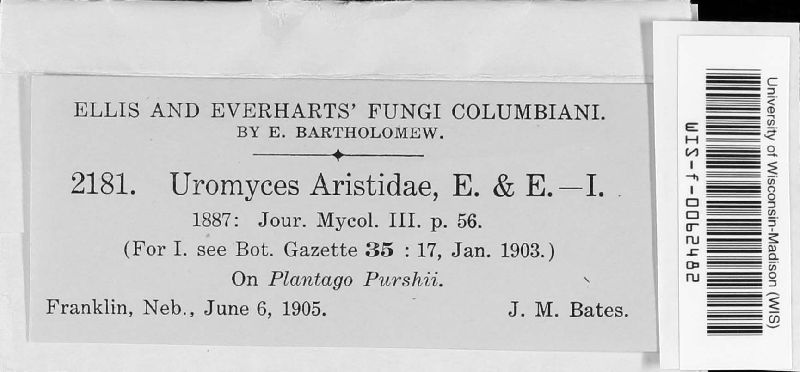 ELLIS AND EVERHARTS' FUNGI COLUMBIANI.
BY E. BARTHOLOMEW.
2181. Uromyces Aristidae, E. & E.—I.
1887: Jour. Mycol. III. p. 56.
(For I. see Bot. Gazette 35 : 17, Jan. 1903.)
On Plantago Purshii.
Franklin, Neb., June 6, 1905. J. M. Bates.
University of Wisconsin-Madison (WIS)
WIS-f-0062482